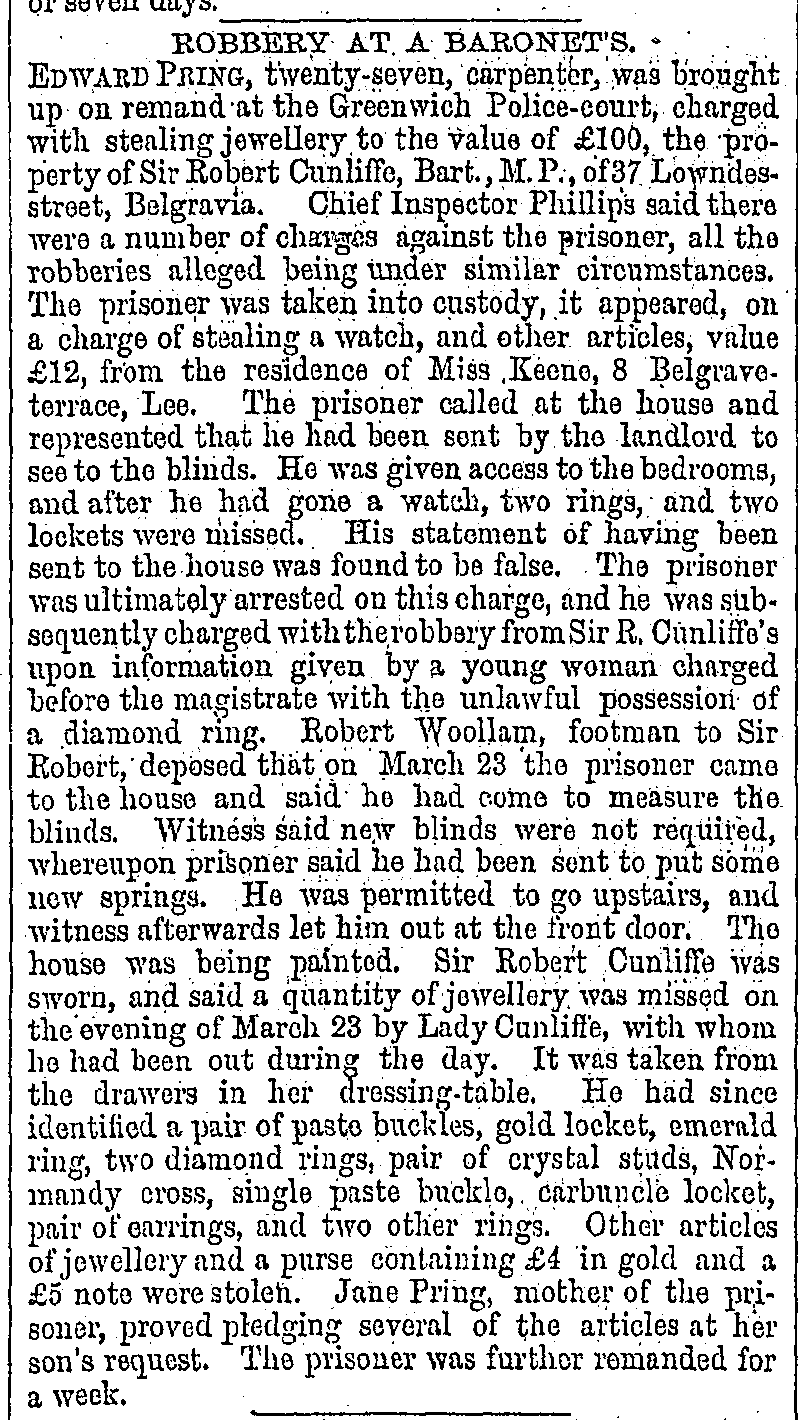 or seven days.
ROBBERY AT A BARONET'S.
EDWARD PRING, twenty-seven, carpenter, was brought
up on remand at the Greenwich Police-court, charged
with stealing jewellery to the value of £100, the pro-
perty of Sir Robert Cunliffe, Bart., M.P., of 37 Lowndes-
street, Belgravia. Chief Inspector Phillips said there
were a number of charges against the prisoner, all the
robberies alleged being under similar circumstances.
The prisoner was taken into custody, it appeared, on
a charge of stealing a watch, and other articles, value
£12, from the residence of Miss Keene, 8 Belgrave-
terrace, Lee. The prisoner called at the house and
represented that he had been sent by the landlord to
see to the blinds. He was given access to the bedrooms,
and after he had gone a watch, two rings, and two
lockets were missed. His statement of having been
sent to the house was found to be false. The prisoner
was ultimately arrested on this charge, and he was sub-
sequently charged with the robbery from Sir R. Cunliffe's
upon information given by a young woman charged
before the magistrate with the unlawful possession of
a diamond ring. Robert Woollam, footman to Sir
Robert, deposed that on March 23 the prisoner came
to the house and said he had come to measure the
blinds. Witness said new blinds were not required,
whereupon prisoner said he had been sent to put some
new springs. He was permitted to go upstairs, and
witness afterwards let him out at the front door. The
house was being painted. Sir Robert Cunliffe was
sworn, and said a quantity of jewellery was missed on
the evening of March 23 by Lady Cunliffe, with whom
he had been out during the day. It was taken from
the drawers in her dressing-table. He had since
identified a pair of paste buckles, gold locket, emerald
ring, two diamond rings, pair of crystal studs, Nor-
mandy cross, single paste buckle, carbuncle locket,
pair of earrings, and two other rings. Other articles
of jewellery and a purse containing £4 in gold and a
£5 note were stolen. Jane Pring, mother of the pri-
soner, proved pledging several of the articles at her
son's request. The prisoner was further remanded for
a week.